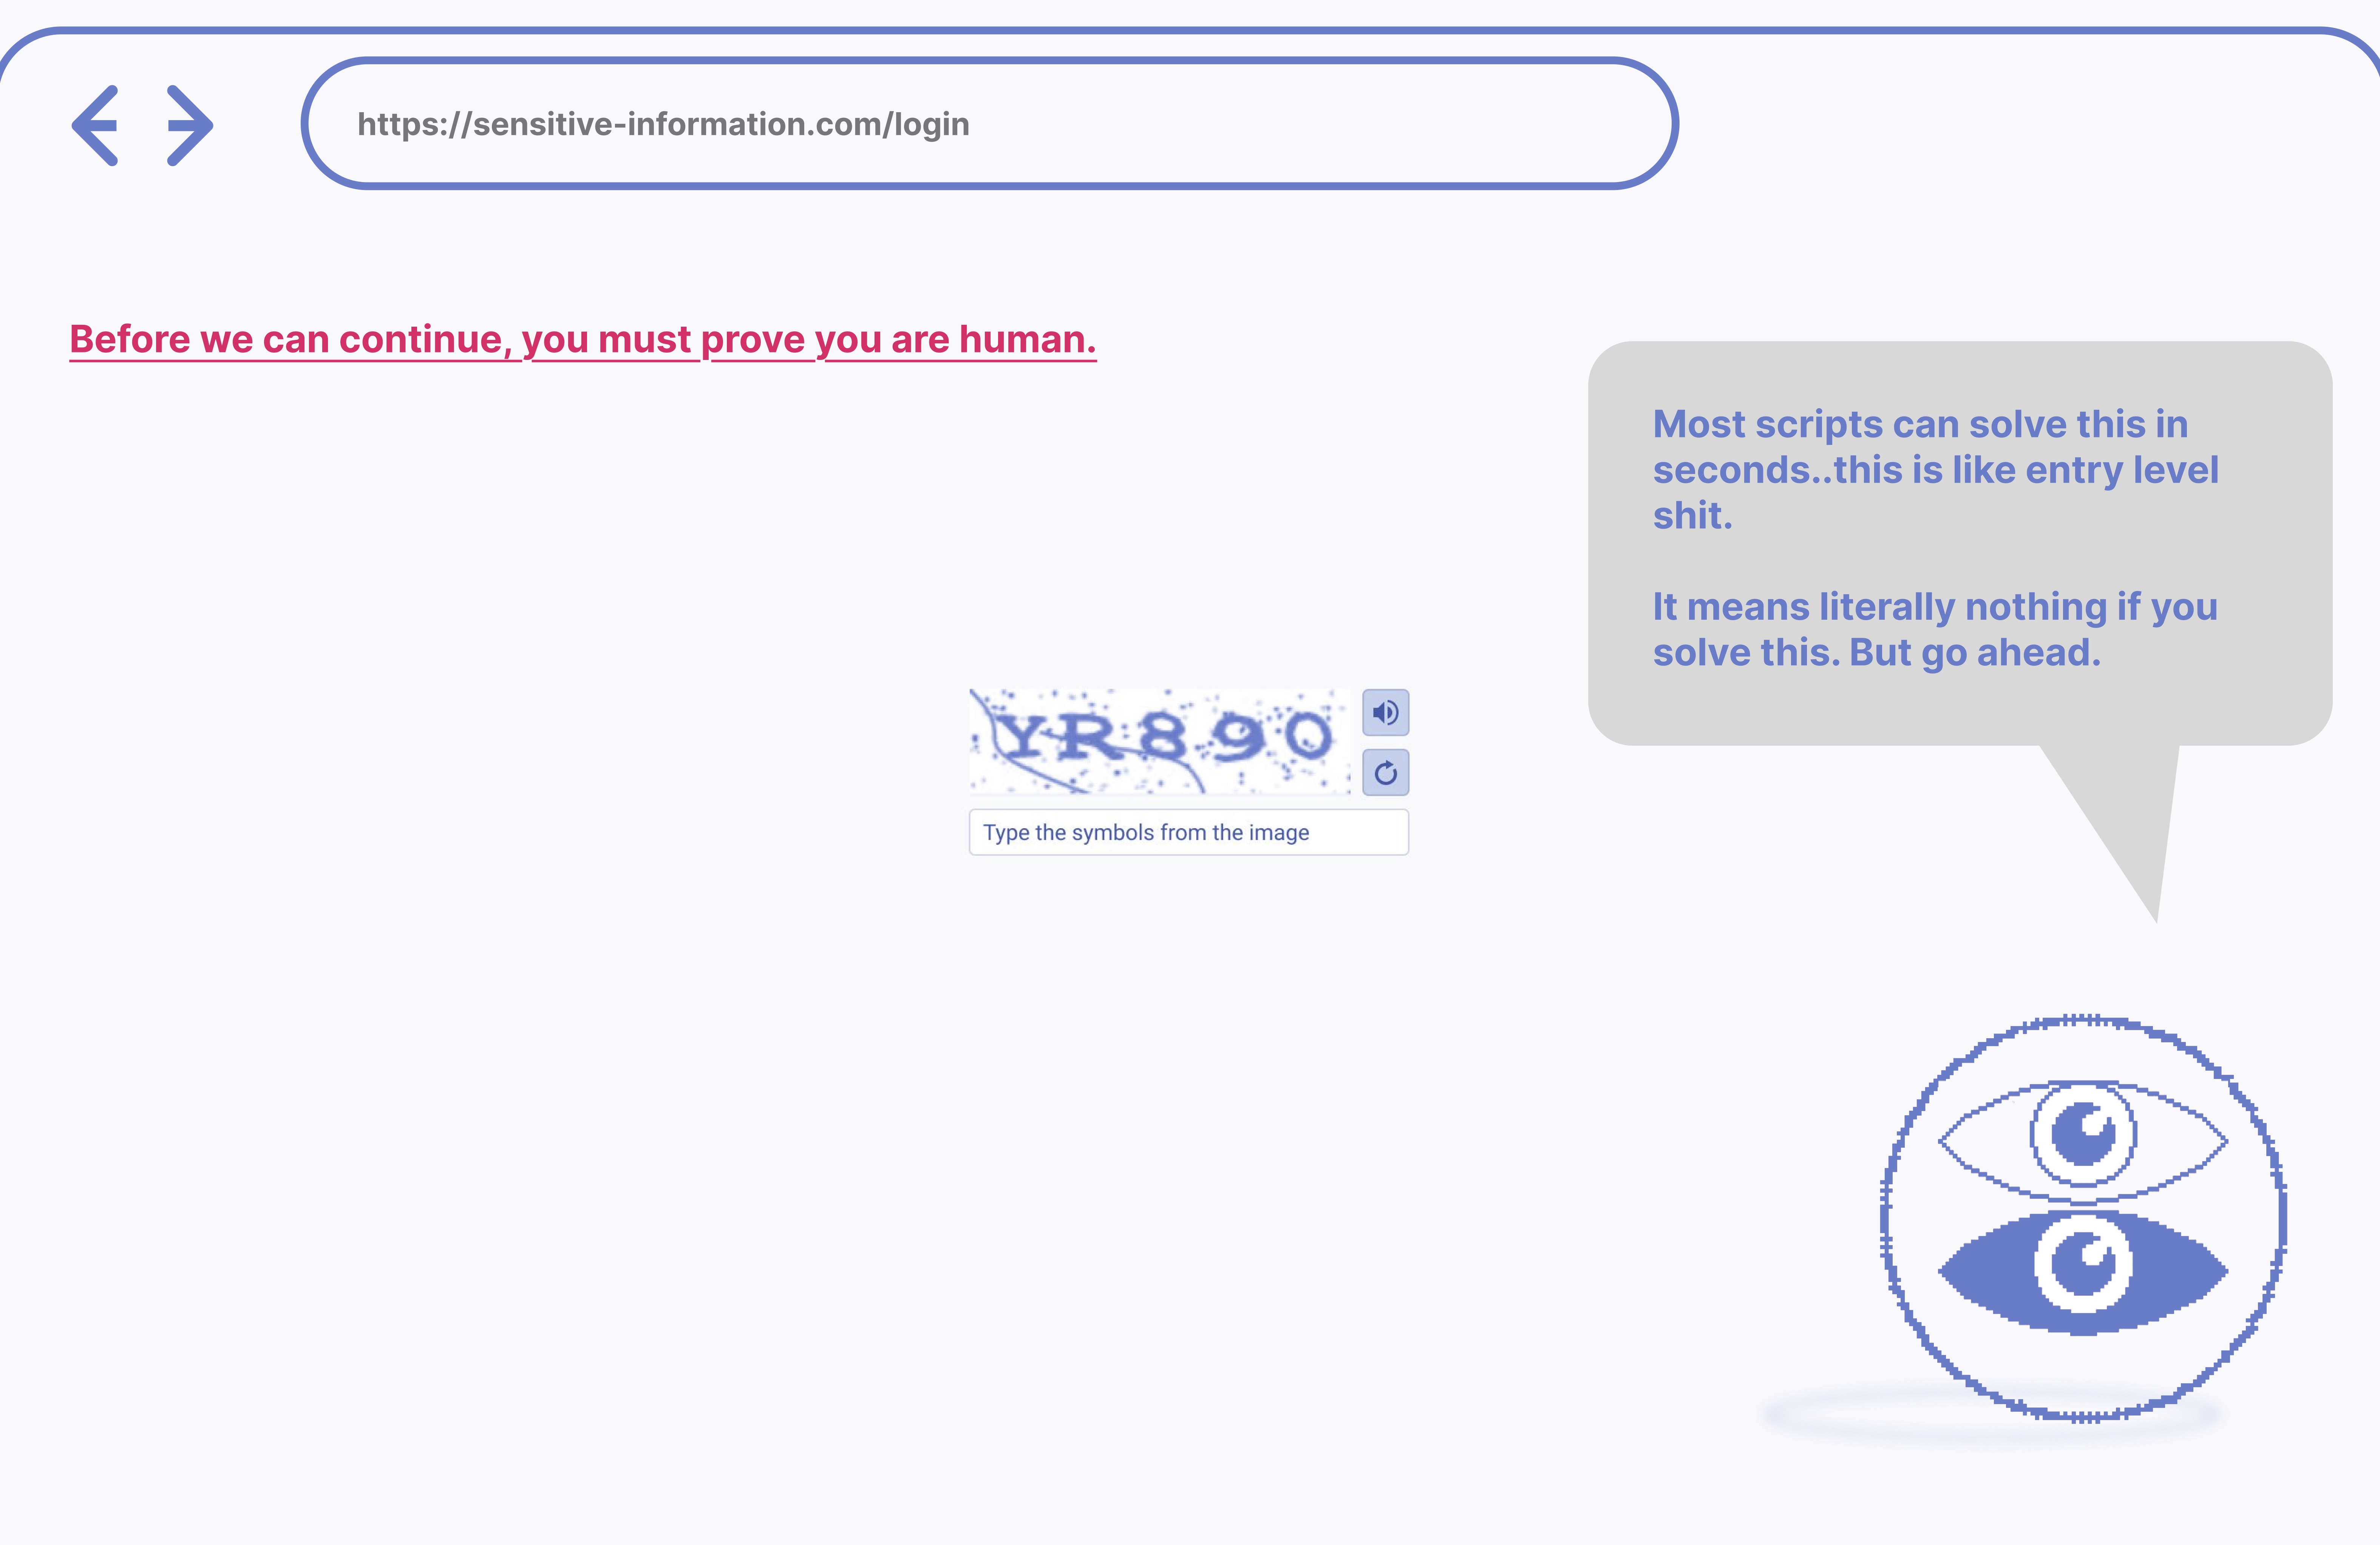 https://sensitive-information.com/login
Before we can continue, you must prove you are human.
Most scripts can solve this in
seconds..this is like entry level
shit.
It means literally nothing if you
solve this. But go ahead.
YR890
Type the symbols from the image